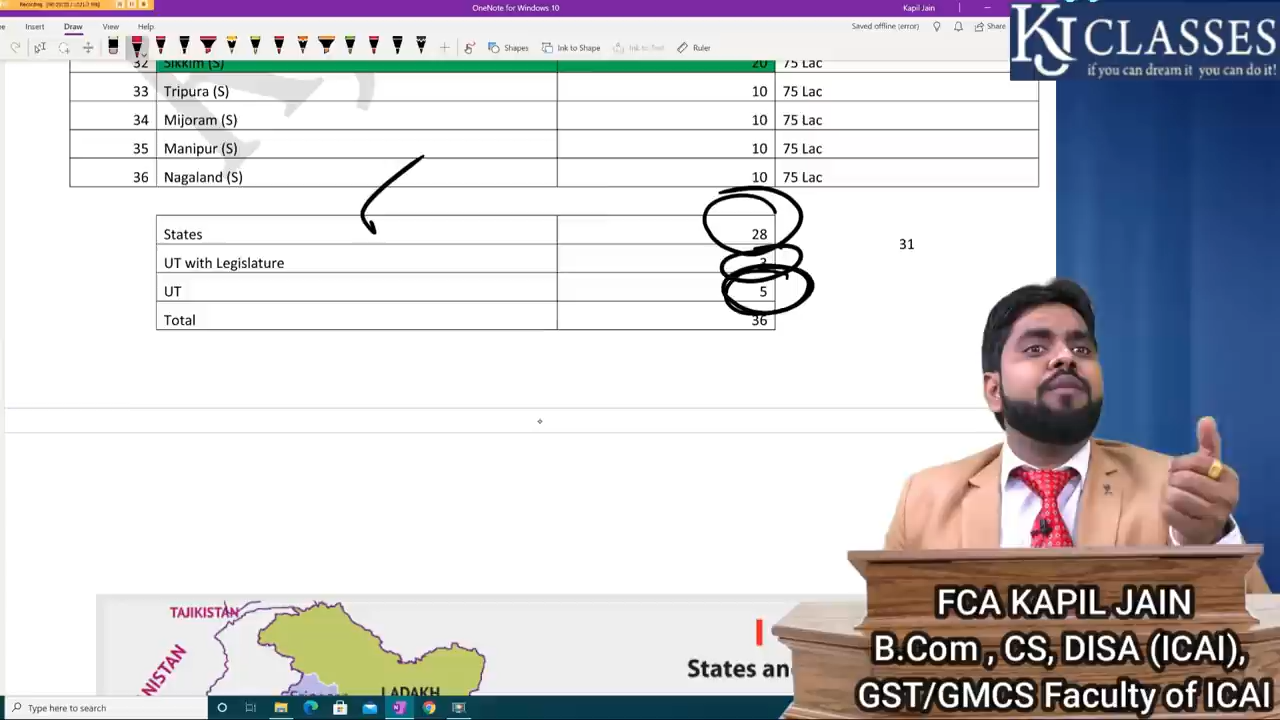 OneNote for Windows 10
Kapil Jain
Insert Draw View Help
Saved offline (error)
Share
Shapes
Ink to Shape
Ink to Text
Ruler
KJ CLASSES
if you can dream it you can do it!
32 Sikkim (S) 20 75 Lac
33 Tripura (S) 10 75 Lac
34 Mijoram (S) 10 75 Lac
35 Manipur (S) 10 75 Lac
36 Nagaland (S) 10 75 Lac
States 28
31
UT with Legislature 3
UT 5
Total 36
TAJIKISTAN
NISTAN
LADAKH
I
States an
FCA KAPIL JAIN
B.Com , CS, DISA (ICAI),
GST/GMCS Faculty of ICAI
Type here to search